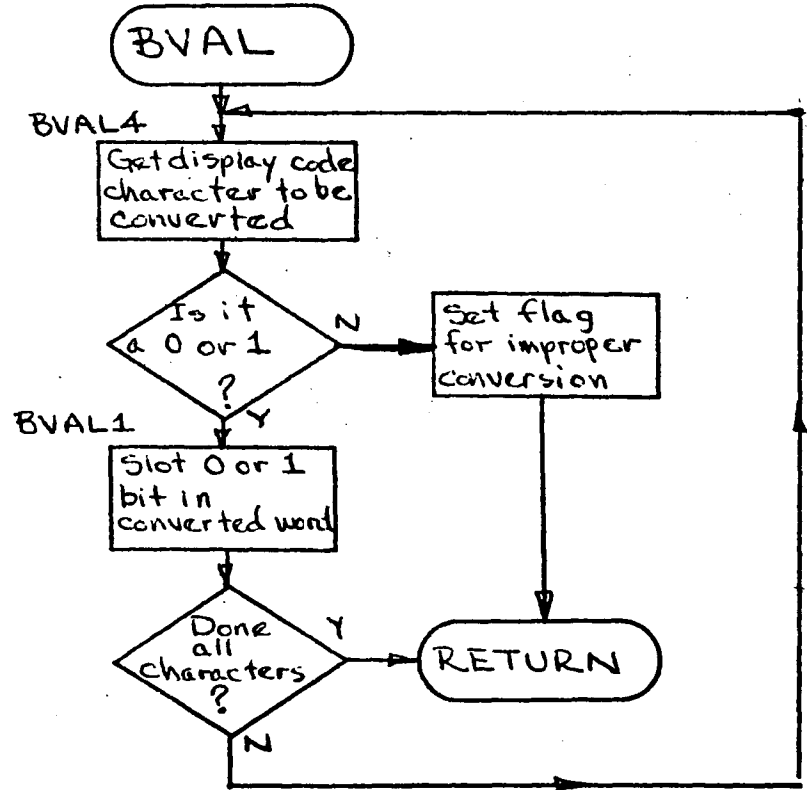 BVAL
BVAL4
Get display code
character to be
converted
Is it
a 0 or 1
?
N
Y
Set flag
for improper
conversion
BVAL1
Slot 0 or 1
bit in
converted word
Done
all
characters
?
Y
N
RETURN